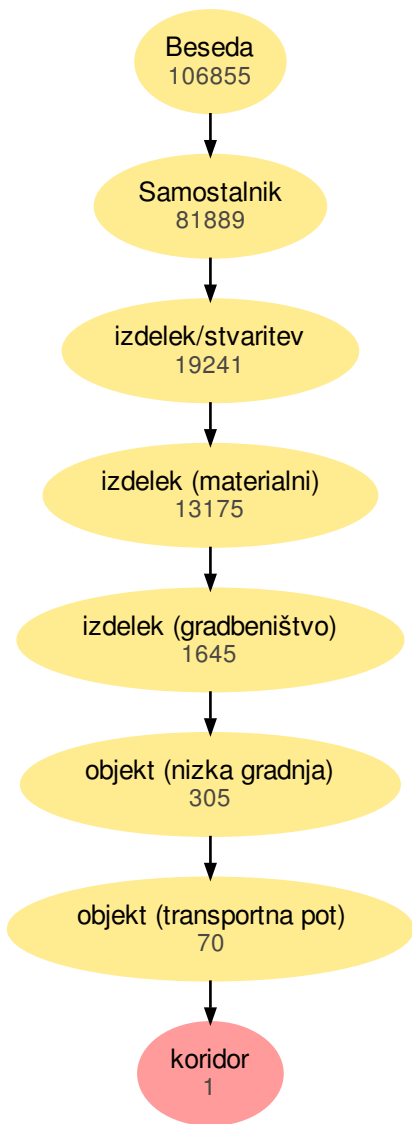 Beseda
106855
Samostalnik
81889
izdelek/stvaritev
19241
izdelek (materialni)
13175
izdelek (gradbeništvo)
1645
objekt (nizka gradnja)
305
objekt (transportna pot)
70
koridor
1